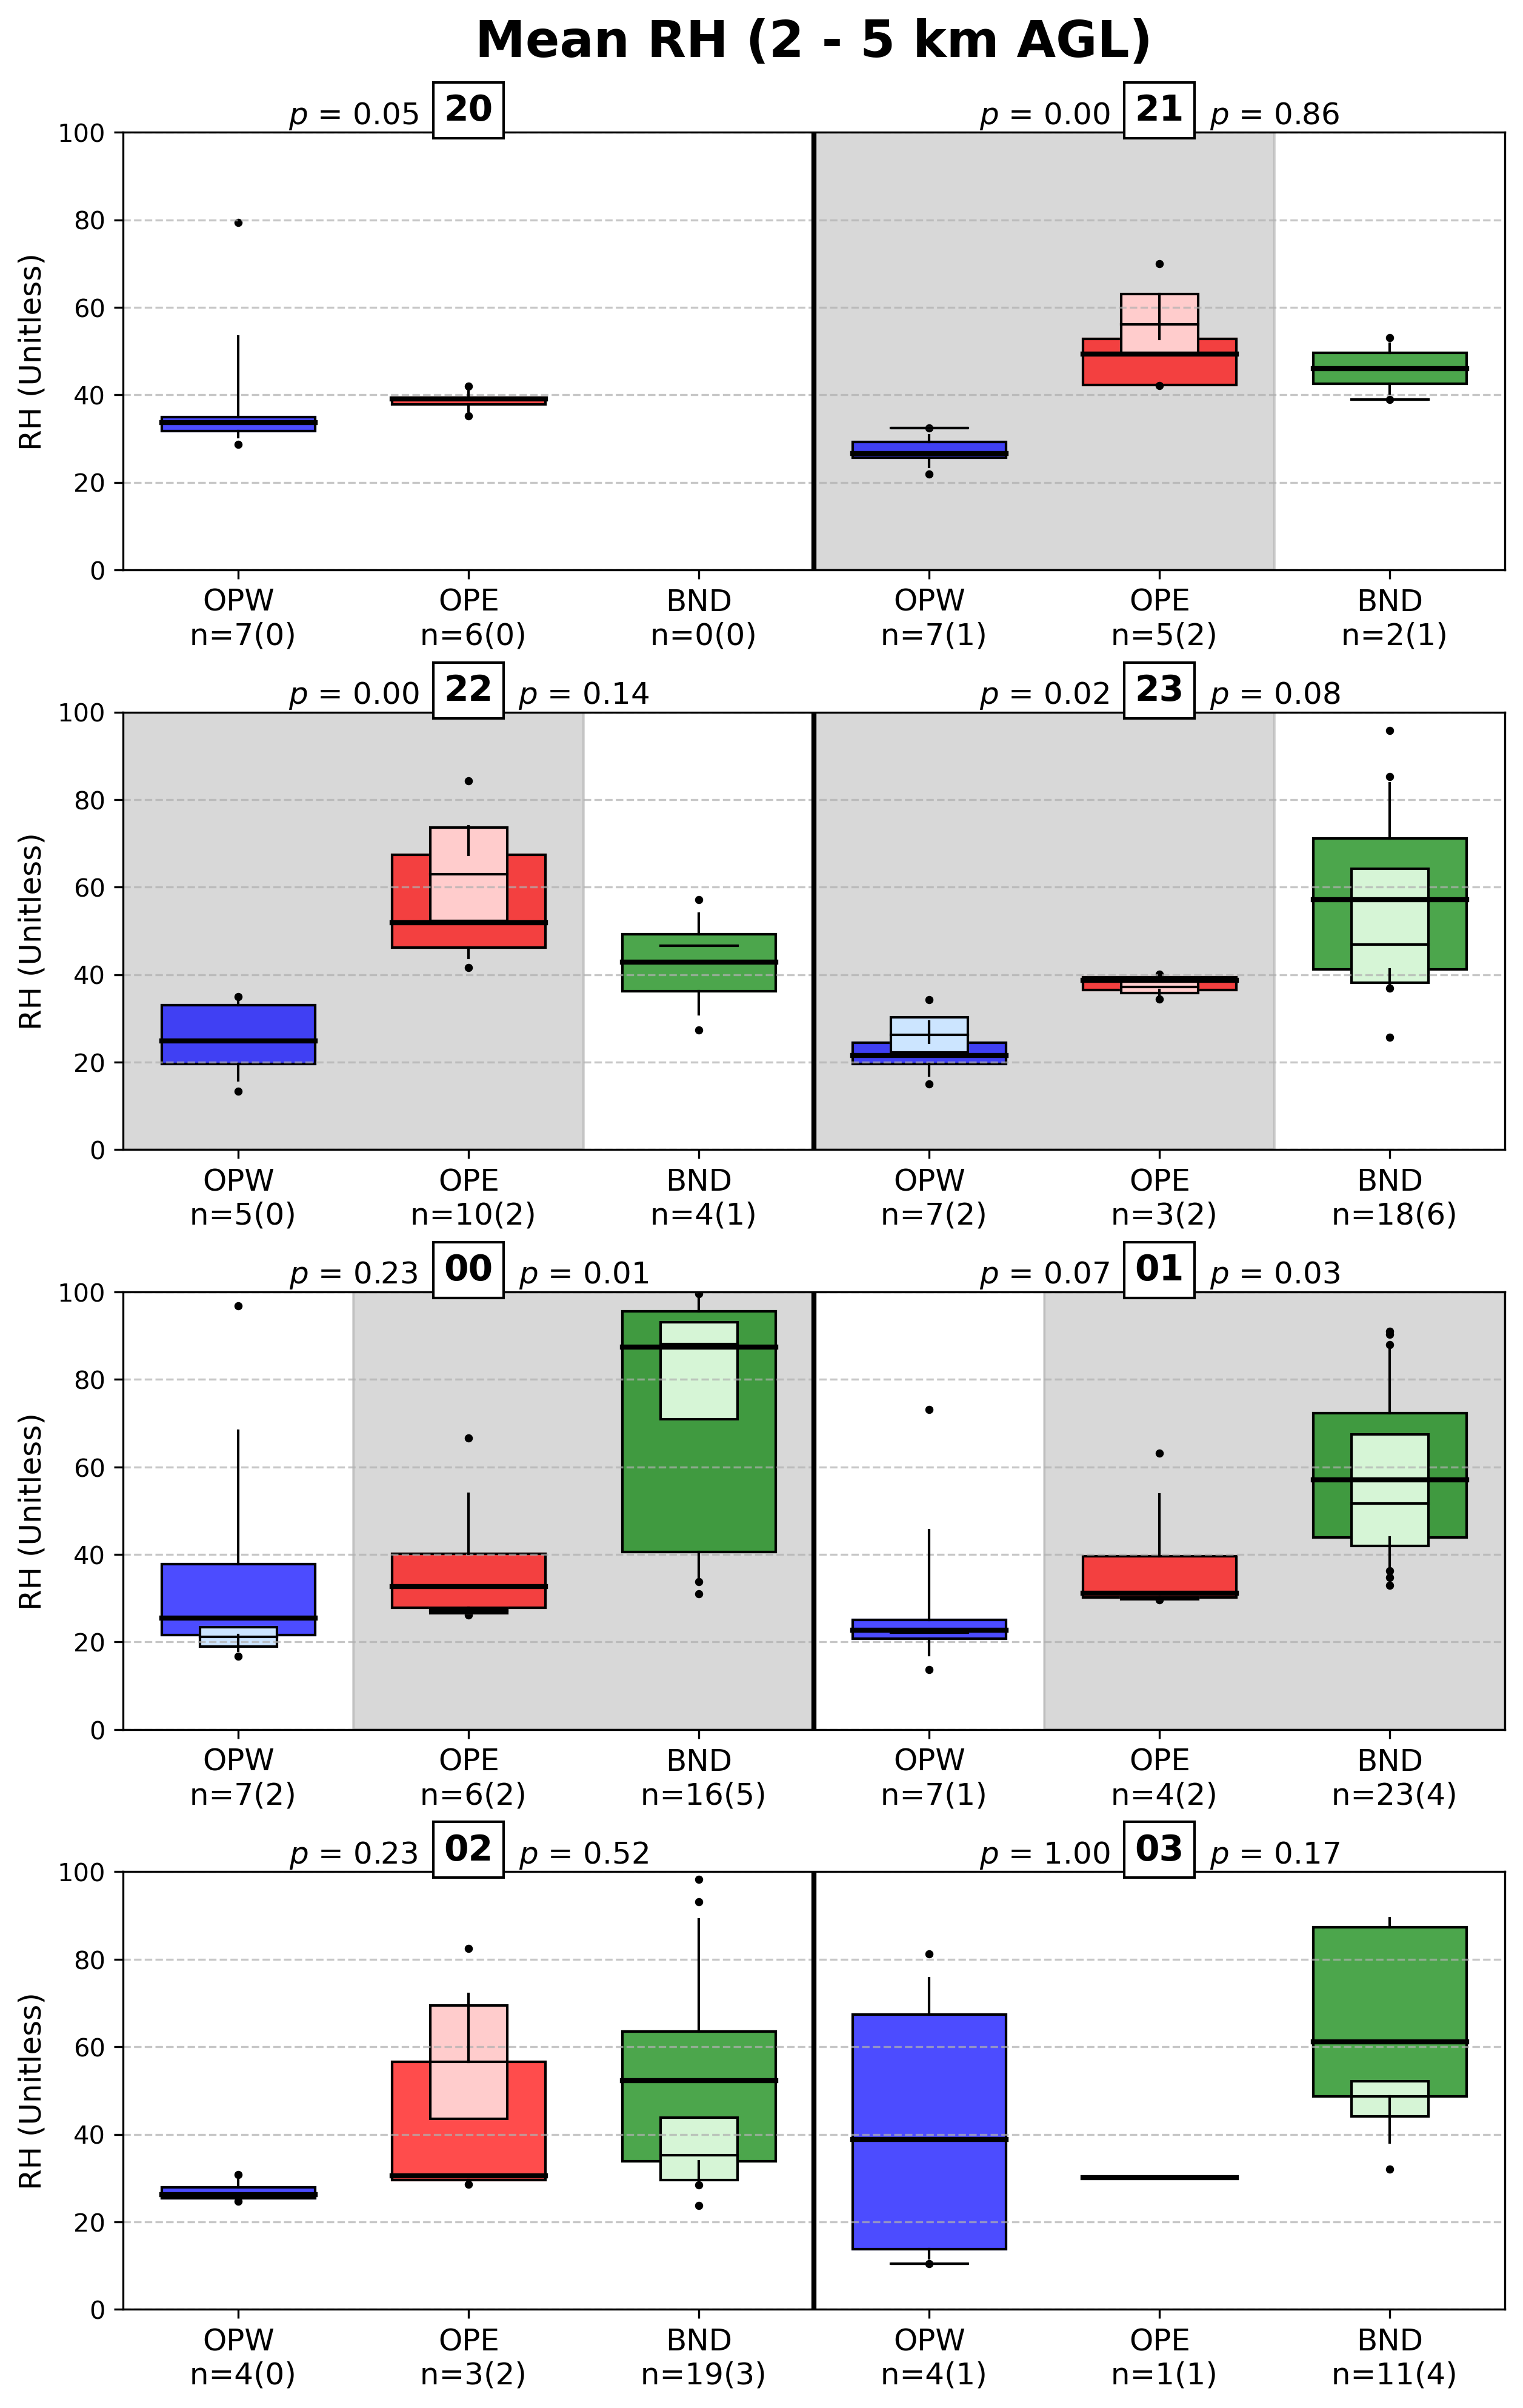 Mean RH (2 - 5 km AGL)
p = 0.05 20
p = 0.00 21 p = 0.86
100
80
60
40
20
0
RH (Unitless)
OPW OPE BND OPW OPE BND
n=7(0) n=6(0) n=0(0) n=7(1) n=5(2) n=2(1)
p = 0.00 22 p = 0.14
p = 0.02 23 p = 0.08
100
80
60
40
20
0
RH (Unitless)
OPW OPE BND OPW OPE BND
n=5(0) n=10(2) n=4(1) n=7(2) n=3(2) n=18(6)
p = 0.23 00 p = 0.01
p = 0.07 01 p = 0.03
100
80
60
40
20
0
RH (Unitless)
OPW OPE BND OPW OPE BND
n=7(2) n=6(2) n=16(5) n=7(1) n=4(2) n=23(4)
p = 0.23 02 p = 0.52
p = 1.00 03 p = 0.17
100
80
60
40
20
0
RH (Unitless)
OPW OPE BND OPW OPE BND
n=4(0) n=3(2) n=19(3) n=4(1) n=1(1) n=11(4)